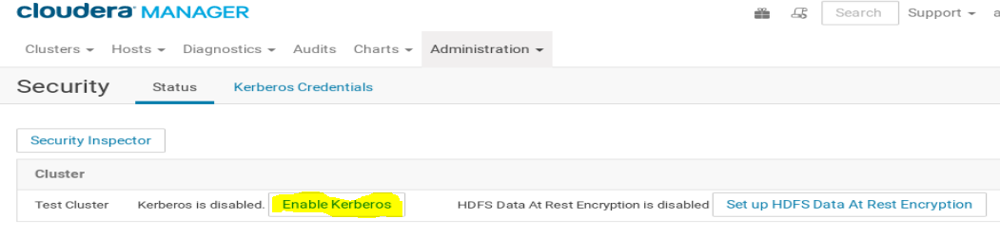 cloudera MANAGER
Search Support
Clusters Hosts Diagnostics Audits Charts Administration
Security Status Kerberos Credentials
Security Inspector
Cluster
Test Cluster Kerberos is disabled. Enable Kerberos HDFS Data At Rest Encryption is disabled Set up HDFS Data At Rest Encryption